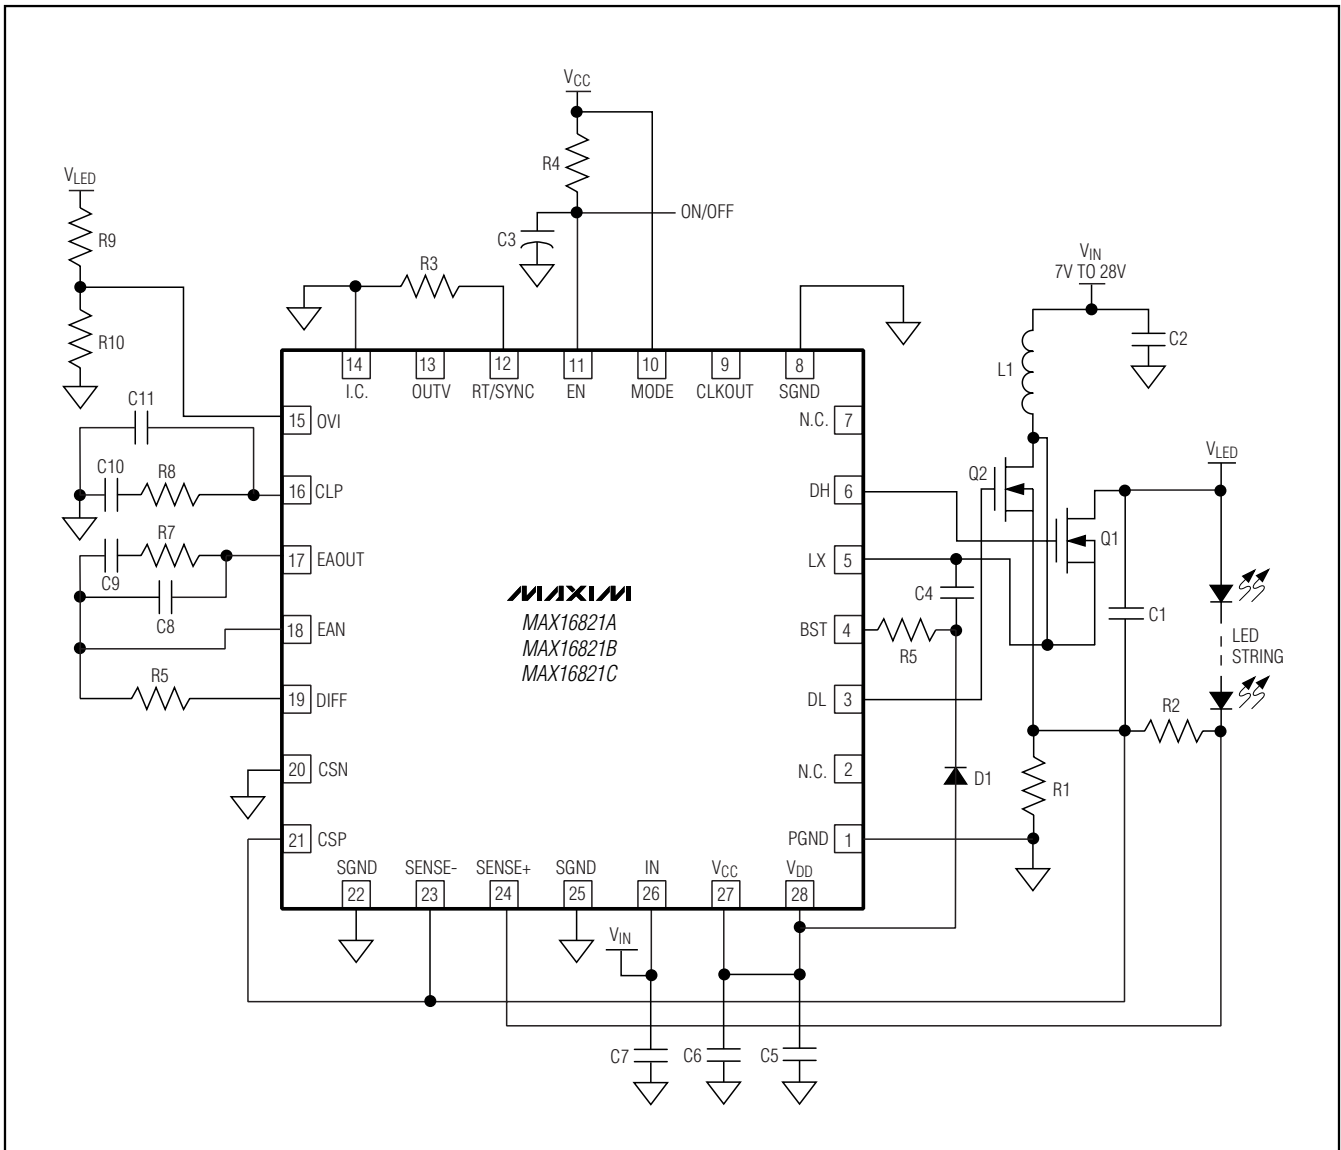 VCC
R4
ON/OFF
C3
VLED
R9
R10
R3
VIN
7V TO 28V
C2
L1
14
13
12
11
10
9
8
I.C.
OUTV
RT/SYNC
EN
MODE
CLKOUT
SGND
C11
15 OVI
N.C. 7
C10
R8
16 CLP
DH 6
Q2
VLED
R7
17 EAOUT
LX 5
Q1
C9
C8
C4
C1
MAXIM
MAX16821A
MAX16821B
MAX16821C
18 EAN
BST 4
R5
LED
STRING
R5
19 DIFF
DL 3
R2
20 CSN
N.C. 2
D1
R1
21 CSP
PGND 1
SGND
SENSE-
SENSE+
SGND
IN
VCC
VDD
22
23
24
25
26
27
28
VIN
C7
C6
C5